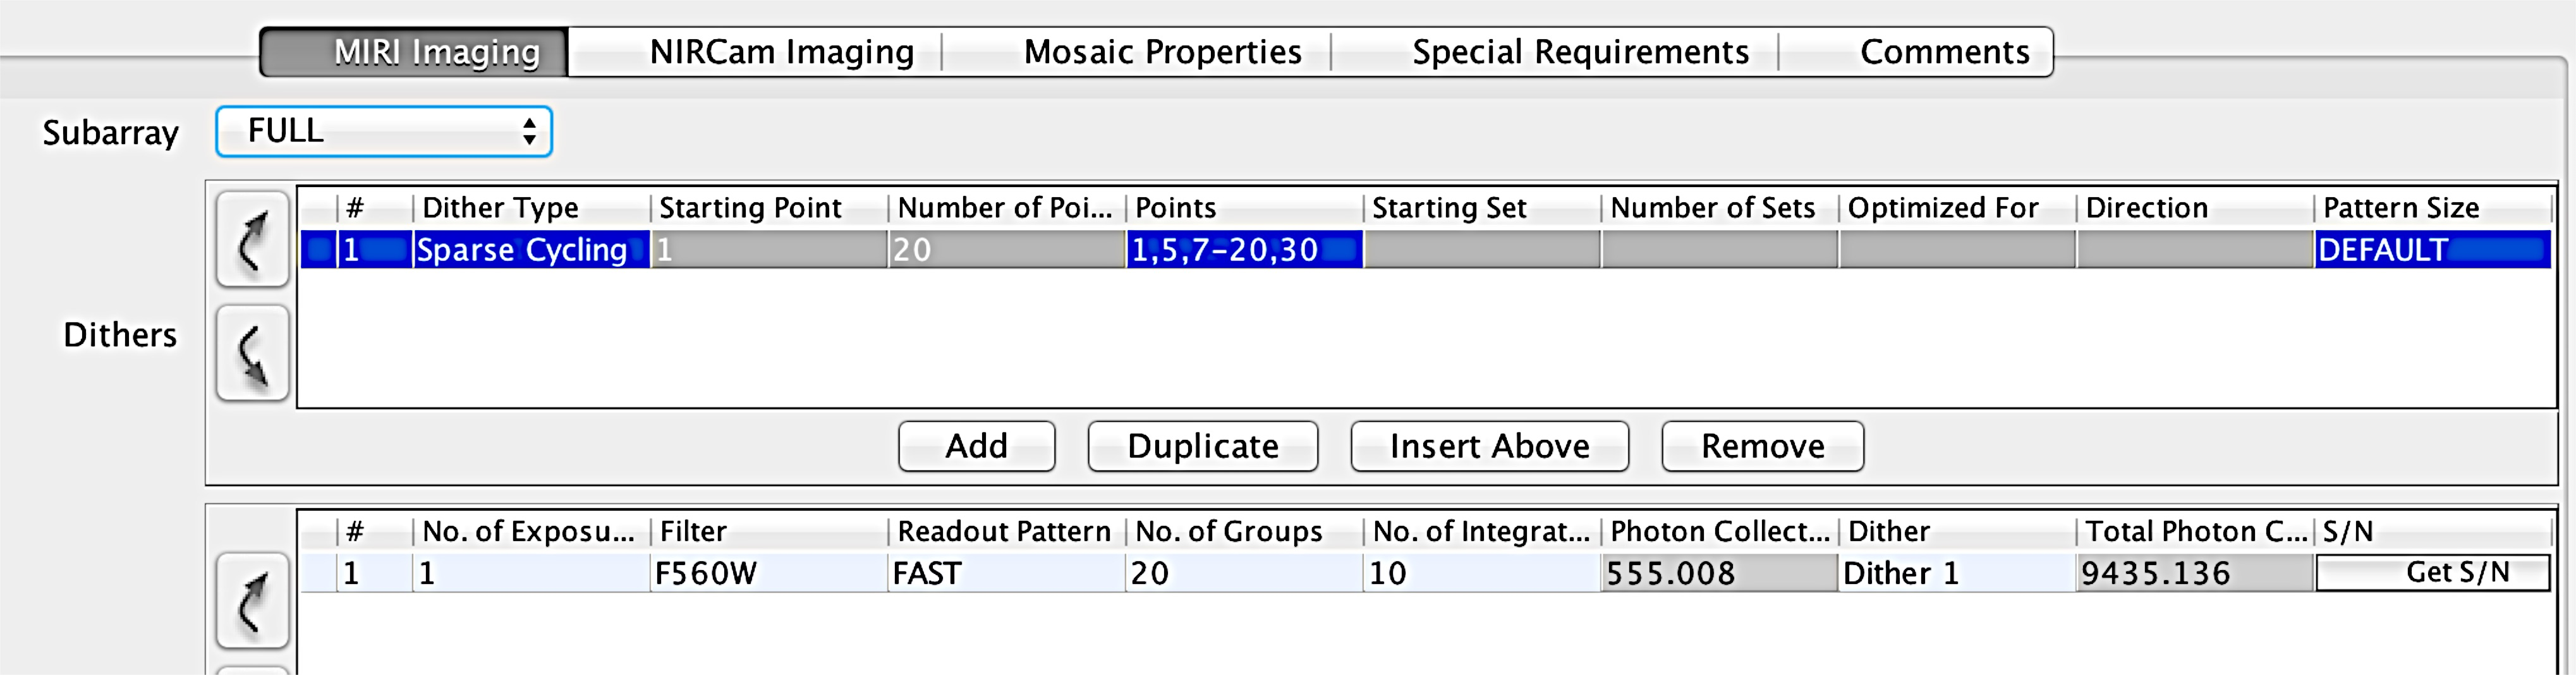 MIRI Imaging NIRCam Imaging Mosaic Properties Special Requirements Comments
Subarray FULL
Dithers
# Dither Type Starting Point Number of Poi... Points Starting Set Number of Sets Optimized For Direction Pattern Size
1 Sparse Cycling 1 20 1,5,7-20,30 DEFAULT
Add Duplicate Insert Above Remove
# No. of Exposu... Filter Readout Pattern No. of Groups No. of Integrat... Photon Collect... Dither Total Photon C... S/N
1 1 F560W FAST 20 10 555.008 Dither 1 9435.136 Get S/N